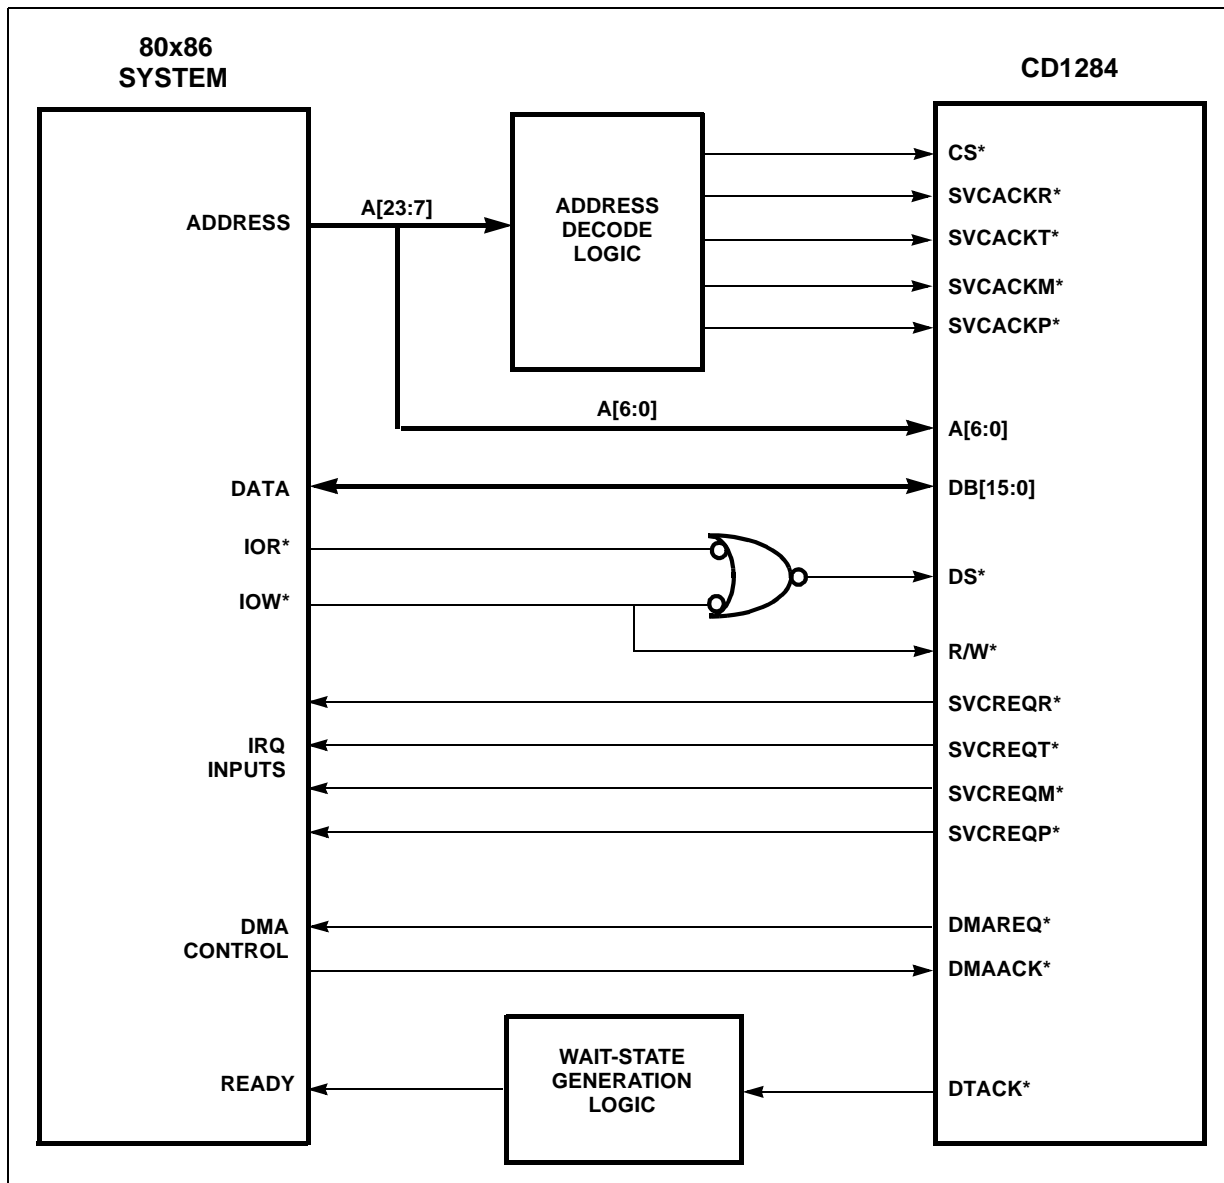 80x86
SYSTEM
CD1284
ADDRESS
A[23:7]
ADDRESS
DECODE
LOGIC
CS*
SVCACKR*
SVCACKT*
SVCACKM*
SVCACKP*
A[6:0]
A[6:0]
DATA
DB[15:0]
IOR*
IOW*
DS*
R/W*
IRQ
INPUTS
SVCREQR*
SVCREQT*
SVCREQM*
SVCREQP*
DMA
CONTROL
DMAREQ*
DMAACK*
READY
WAIT-STATE
GENERATION
LOGIC
DTACK*